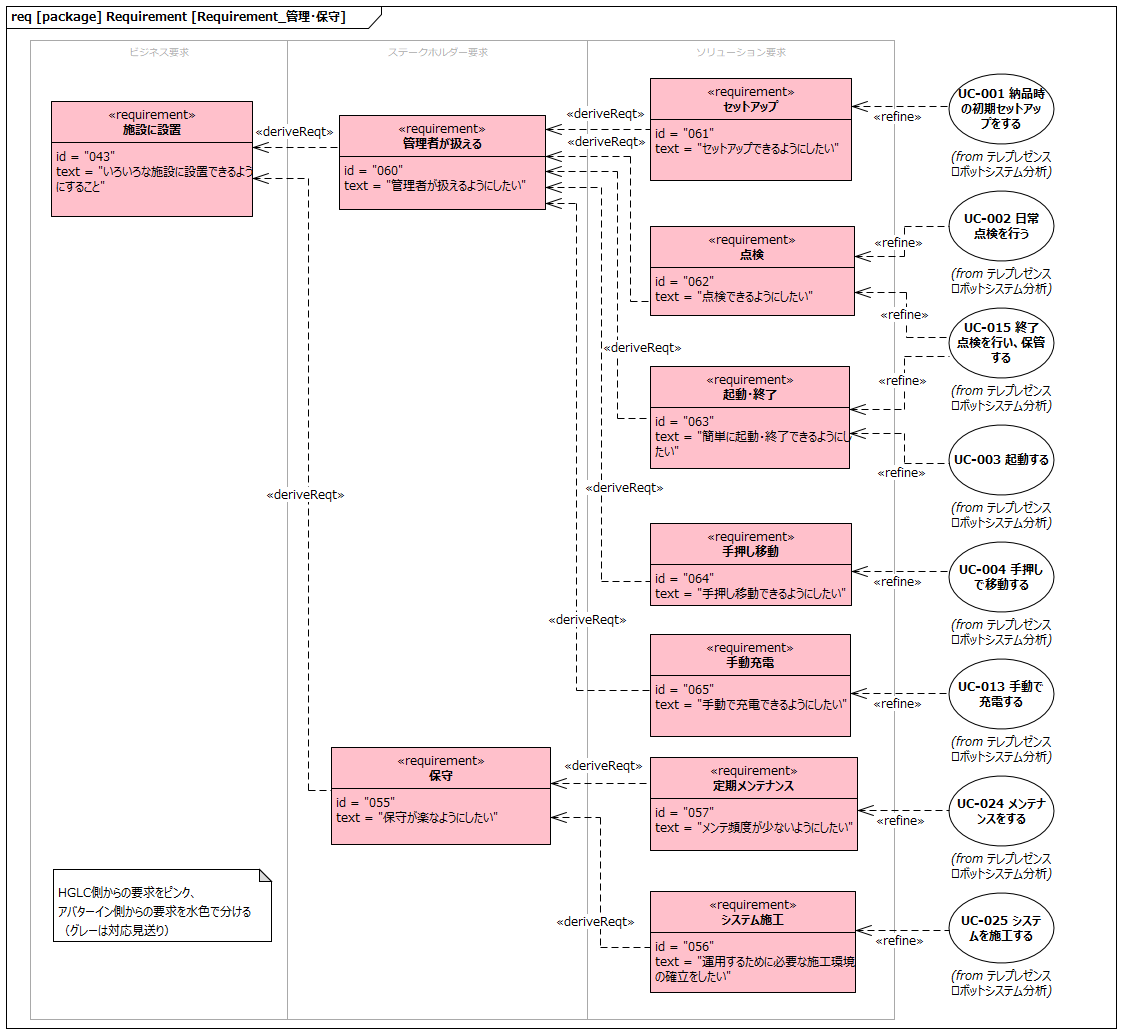 req [package] Requirement [Requirement_管理・保守]
ビジネス要求
ステークホルダー要求
ソリューション要求
«requirement»
施設に設置
id = "043"
text = "いろいろな施設に設置できるよう
にすること"
«deriveReqt»
«deriveReqt»
«requirement»
管理者が扱える
id = "060"
text = "管理者が扱えるようにしたい"
«deriveReqt»
«deriveReqt»
«deriveReqt»
«deriveReqt»
«deriveReqt»
«requirement»
セットアップ
id = "061"
text = "セットアップできるようにしたい"
«refine»
UC-001 納品時
の初期セットアッ
プをする
(from テレプレゼンス
ロボットシステム分析)
«requirement»
点検
id = "062"
text = "点検できるようにしたい"
«refine»
UC-002 日常
点検を行う
(from テレプレゼンス
ロボットシステム分析)
«refine»
UC-015 終了
点検を行い、保管
する
(from テレプレゼンス
ロボットシステム分析)
«refine»
«requirement»
起動・終了
id = "063"
text = "簡単に起動・終了できるようにし
たい"
«refine»
UC-003 起動する
(from テレプレゼンス
ロボットシステム分析)
«requirement»
手押し移動
id = "064"
text = "手押し移動できるようにしたい"
«refine»
UC-004 手押し
で移動する
(from テレプレゼンス
ロボットシステム分析)
«requirement»
手動充電
id = "065"
text = "手動で充電できるようにしたい"
«refine»
UC-013 手動で
充電する
(from テレプレゼンス
ロボットシステム分析)
«requirement»
保守
id = "055"
text = "保守が楽なようにしたい"
«deriveReqt»
«requirement»
定期メンテナンス
id = "057"
text = "メンテ頻度が少ないようにしたい"
«refine»
UC-024 メンテナ
ンスをする
(from テレプレゼンス
ロボットシステム分析)
«deriveReqt»
«requirement»
システム施工
id = "056"
text = "運用するために必要な施工環境
の確立をしたい"
«refine»
UC-025 システ
ムを施工する
(from テレプレゼンス
ロボットシステム分析)
HGLC側からの要求をピンク、
アバターイン側からの要求を水色で分ける
（グレーは対応見送り）